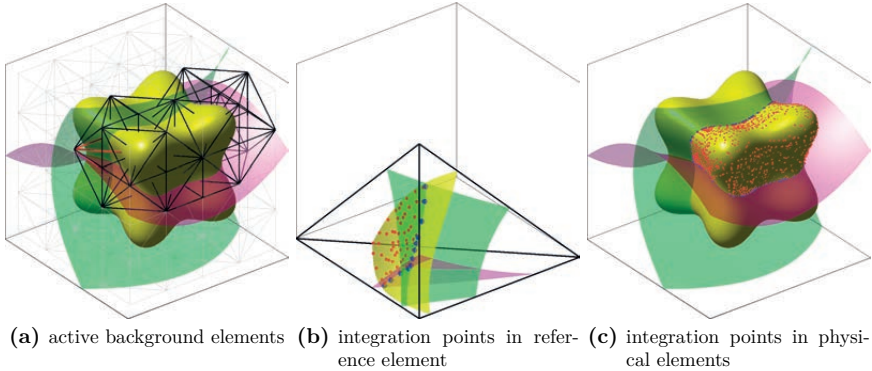 (a) active background elements
(b) integration points in refer-
ence element
(c) integration points in physi-
cal elements